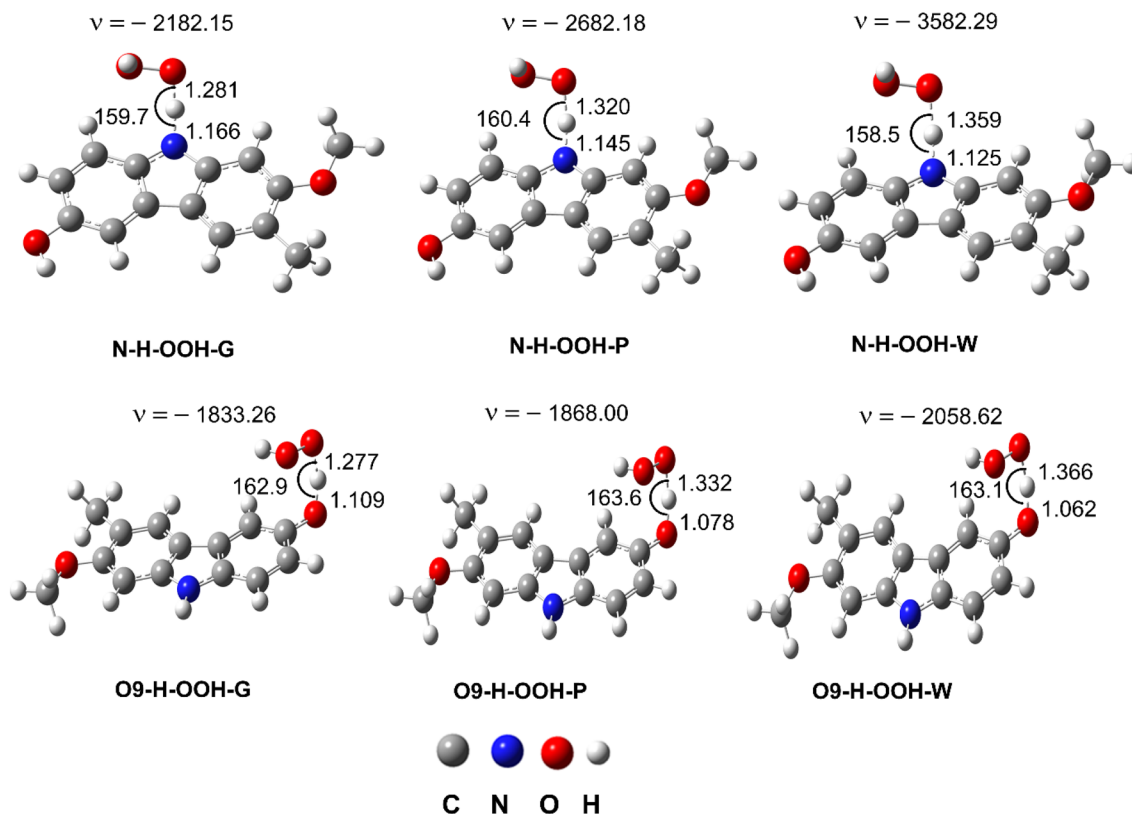 ν = − 2182.15
ν = − 2682.18
ν = − 3582.29
1.281
159.7
1.166
1.320
160.4
1.145
1.359
158.5
1.125
N-H-OOH-G
N-H-OOH-P
N-H-OOH-W
ν = − 1833.26
ν = − 1868.00
ν = − 2058.62
1.277
162.9
1.109
1.332
163.6
1.078
1.366
163.1
1.062
O9-H-OOH-G
O9-H-OOH-P
O9-H-OOH-W
C N O H